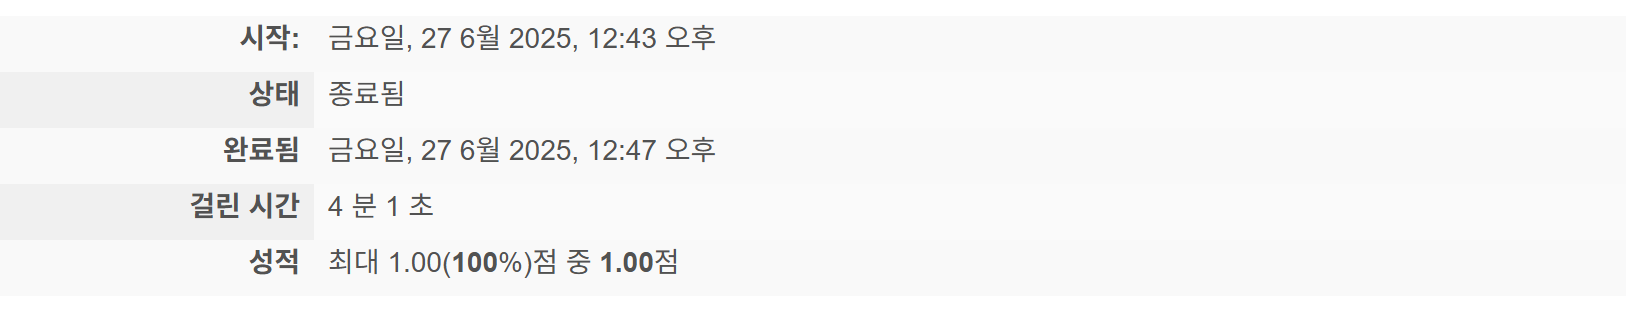 시작: 금요일, 27 6월 2025, 12:43 오후
상태 종료됨
완료됨 금요일, 27 6월 2025, 12:47 오후
걸린 시간 4 분 1 초
성적 최대 1.00(100%)점 중 1.00점